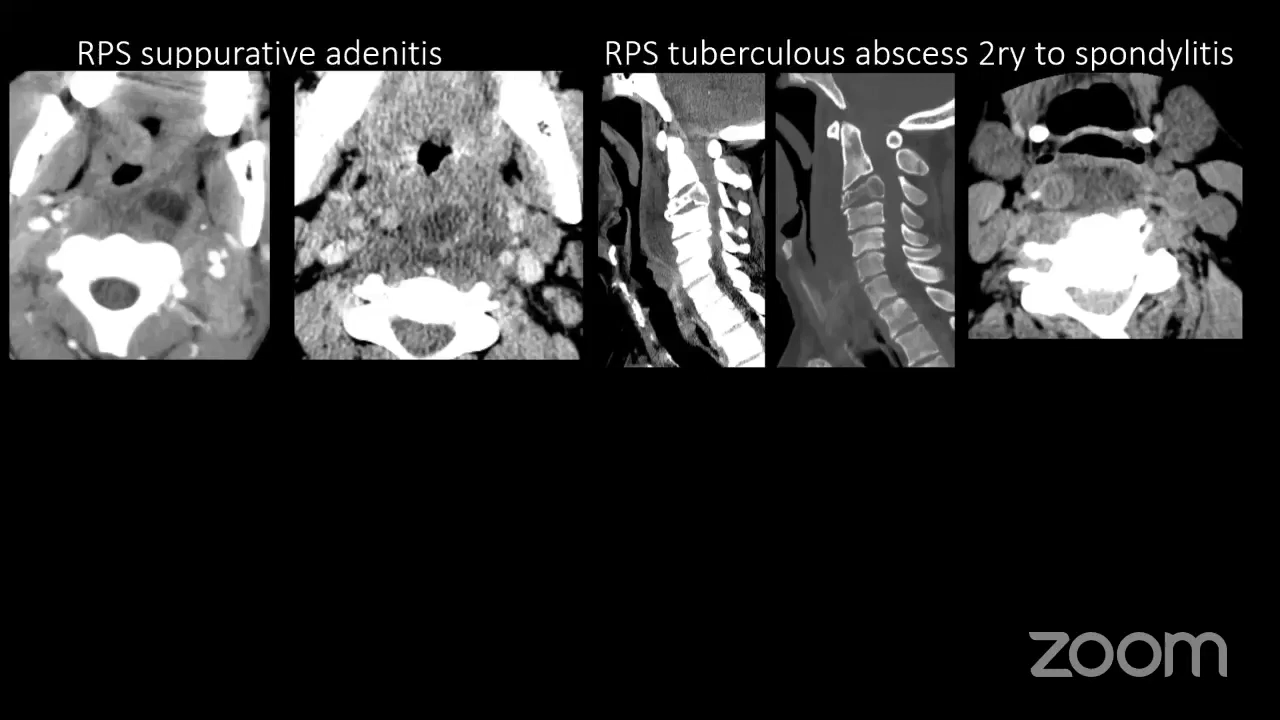 RPS suppurative adenitis
RPS tuberculous abscess 2ry to spondylitis
zoom